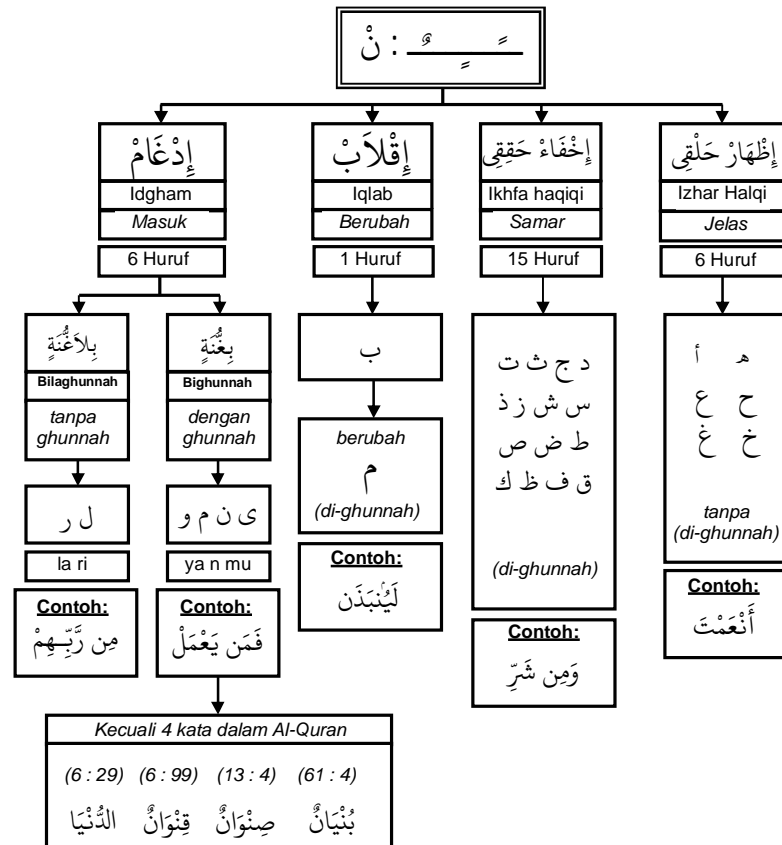 ـًـ ـٍـ ـٌ : نْ
إِدْغَامْ
Idgham
Masuk
6 Huruf
بِلاَغُّنَةٍ
Bilaghunnah
tanpa
ghunnah
ل ر
la ri
Contoh:
مِن رَّبِّـهِمْ
بِغُّنَةٍ
Bighunnah
dengan
ghunnah
ى ن م و
ya n mu
Contoh:
فَمَن يَعْمَلْ
Kecuali 4 kata dalam Al-Quran
(6 : 29) (6 : 99) (13 : 4) (61 : 4)
بُنْيَانٌ صِنْوَانٌ قِنْوَانٌ الدُّنْيَا
إِقْلاَبْ
Iqlab
Berubah
1 Huruf
ب
berubah
م
(di-ghunnah)
Contoh:
لَيُنۢبَذَن
إِخْفَاءْ حَقِقِى
Ikhfa haqiqi
Samar
15 Huruf
د ج ث ت
س ش ز ذ
ط ض ص
ق ف ظ ك
(di-ghunnah)
Contoh:
وَمِن شَرِّ
إِظْهَارْ حَلْقِى
Izhar Halqi
Jelas
6 Huruf
ه أ
ح ع
خ غ
tanpa
(di-ghunnah)
Contoh:
أَنْعَمْتَ